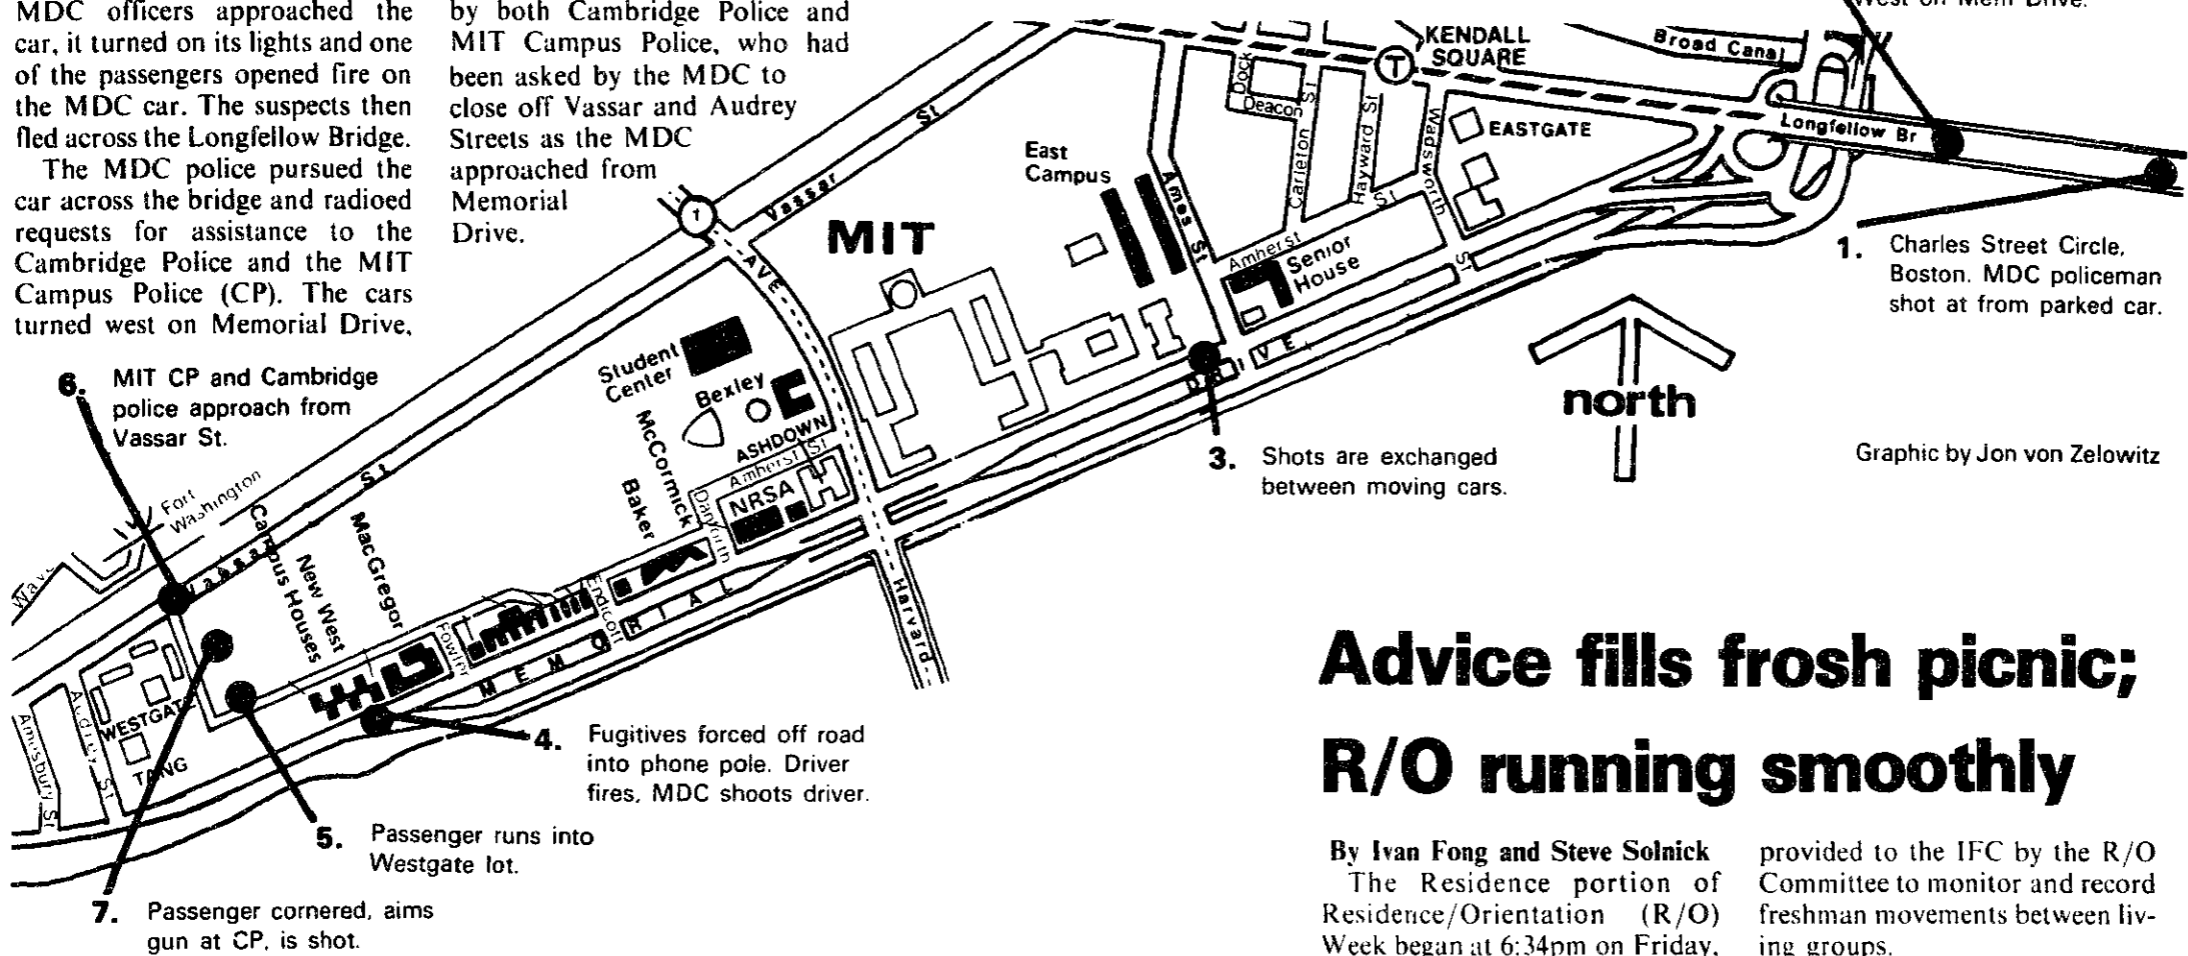 MDC officers approached the
car, it turned on its lights and one
of the passengers opened fire on
the MDC car. The suspects then
fled across the Longfellow Bridge.
The MDC police pursued the
car across the bridge and radioed
requests for assistance to the
Cambridge Police and the MIT
Campus Police (CP). The cars
turned west on Memorial Drive,
by both Cambridge Police and
MIT Campus Police, who had
been asked by the MDC to
close off Vassar and Audrey
Streets as the MDC
approached from
Memorial
Drive.
West on Mem Drive.
KENDALL
SQUARE
T
Broad Canal
Longfellow Br
Dock
Deacon St
Carleton St
Hayward St
Wadsworth
St
EASTGATE
East
Campus
Ames St
Amherst
St
Senior
House
MIT
Vassar
St
AVE
1. Charles Street Circle,
Boston. MDC policeman
shot at from parked car.
north
Graphic by Jon von Zelowitz
3. Shots are exchanged
between moving cars.
DRIVE
Student
Center
Bexley
ASHDOWN
Amherst St
NRSA
McCormick
Danforth
Baker
Endicott
MEMORIAL
Harvard
6. MIT CP and Cambridge
police approach from
Vassar St.
Fort
Washington
St
Vassar
Campus Houses
New West
MacGregor
Fowler
WESTGATE
TANG
Audrey St
Amesbury St
4. Fugitives forced off road
into phone pole. Driver
fires, MDC shoots driver.
5. Passenger runs into
Westgate lot.
7. Passenger cornered, aims
gun at CP, is shot.
Advice fills frosh picnic;
R/O running smoothly
By Ivan Fong and Steve Solnick
The Residence portion of
Residence/Orientation (R/O)
Week began at 6:34pm on Friday,
provided to the IFC by the R/O
Committee to monitor and record
freshman movements between liv-
ing groups.